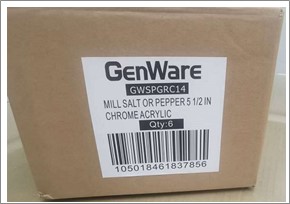 GenWare
GWSPGRC14
MILL SALT OR PEPPER 5 1/2 IN
CHROME ACRYLIC
Qty:6
105018461837856